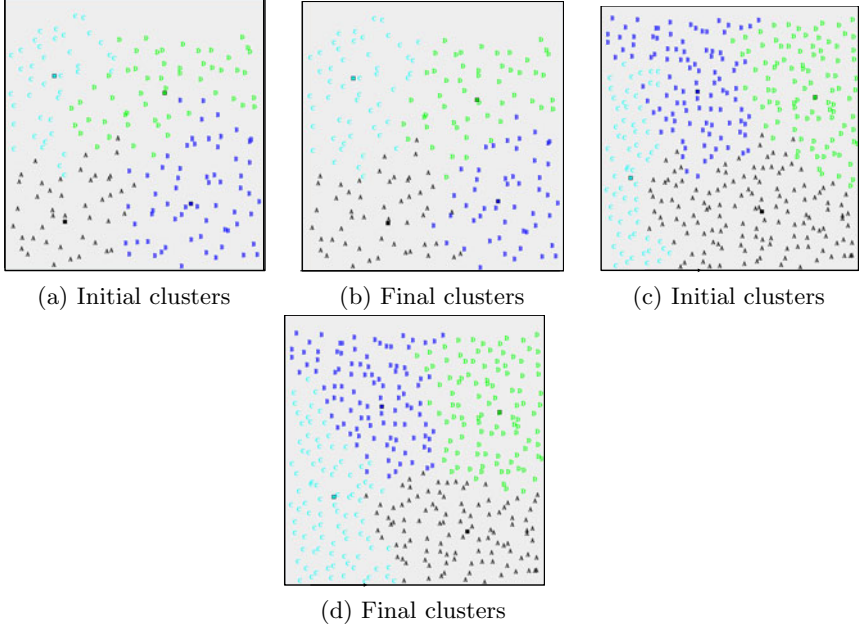 (a) Initial clusters
(b) Final clusters
(c) Initial clusters
(d) Final clusters